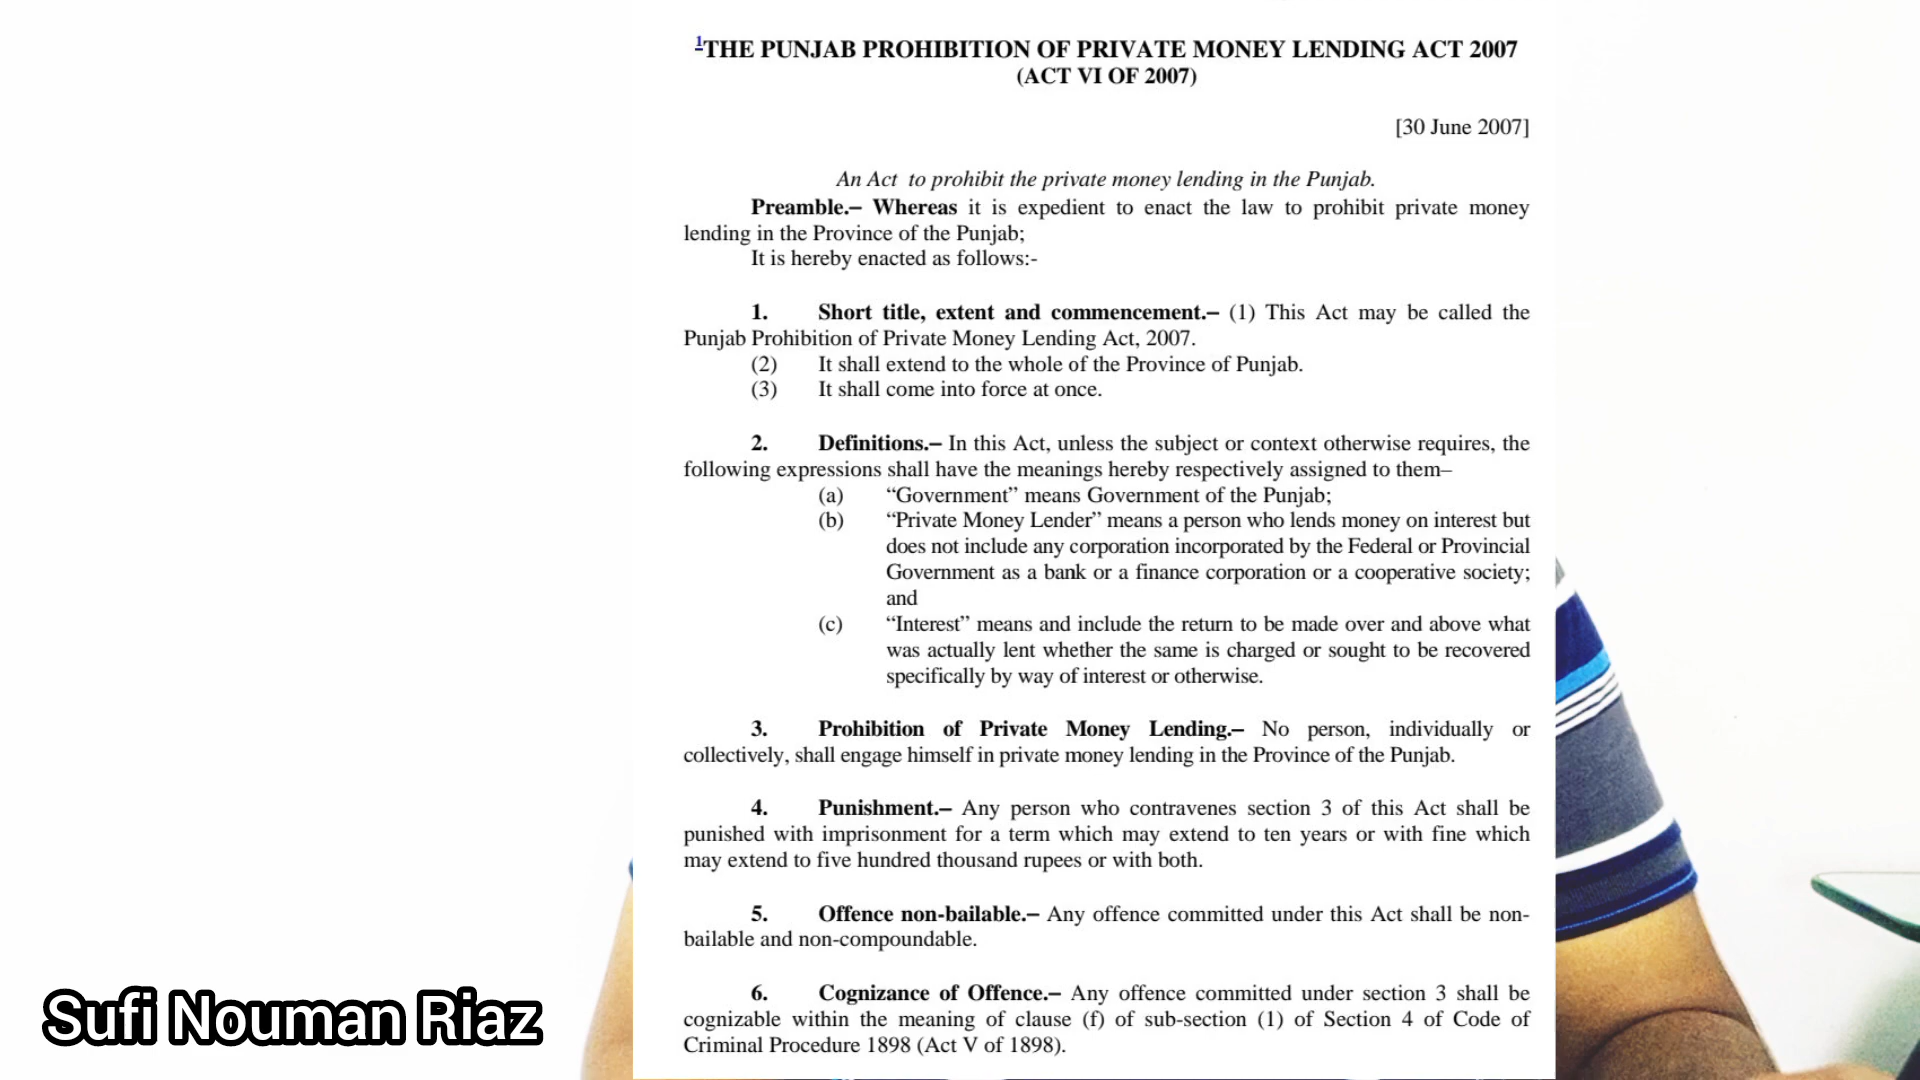 ¹THE PUNJAB PROHIBITION OF PRIVATE MONEY LENDING ACT 2007
(ACT VI OF 2007)
[30 June 2007]
An Act to prohibit the private money lending in the Punjab.
Preamble.– Whereas it is expedient to enact the law to prohibit private money
lending in the Province of the Punjab;
It is hereby enacted as follows:-
1. Short title, extent and commencement.– (1) This Act may be called the
Punjab Prohibition of Private Money Lending Act, 2007.
(2) It shall extend to the whole of the Province of Punjab.
(3) It shall come into force at once.
2. Definitions.– In this Act, unless the subject or context otherwise requires, the
following expressions shall have the meanings hereby respectively assigned to them–
(a) “Government” means Government of the Punjab;
(b) “Private Money Lender” means a person who lends money on interest but
does not include any corporation incorporated by the Federal or Provincial
Government as a bank or a finance corporation or a cooperative society;
and
(c) “Interest” means and include the return to be made over and above what
was actually lent whether the same is charged or sought to be recovered
specifically by way of interest or otherwise.
3. Prohibition of Private Money Lending.– No person, individually or
collectively, shall engage himself in private money lending in the Province of the Punjab.
4. Punishment.– Any person who contravenes section 3 of this Act shall be
punished with imprisonment for a term which may extend to ten years or with fine which
may extend to five hundred thousand rupees or with both.
5. Offence non-bailable.– Any offence committed under this Act shall be non-
bailable and non-compoundable.
6. Cognizance of Offence.– Any offence committed under section 3 shall be
cognizable within the meaning of clause (f) of sub-section (1) of Section 4 of Code of
Criminal Procedure 1898 (Act V of 1898).
Sufi Nouman Riaz